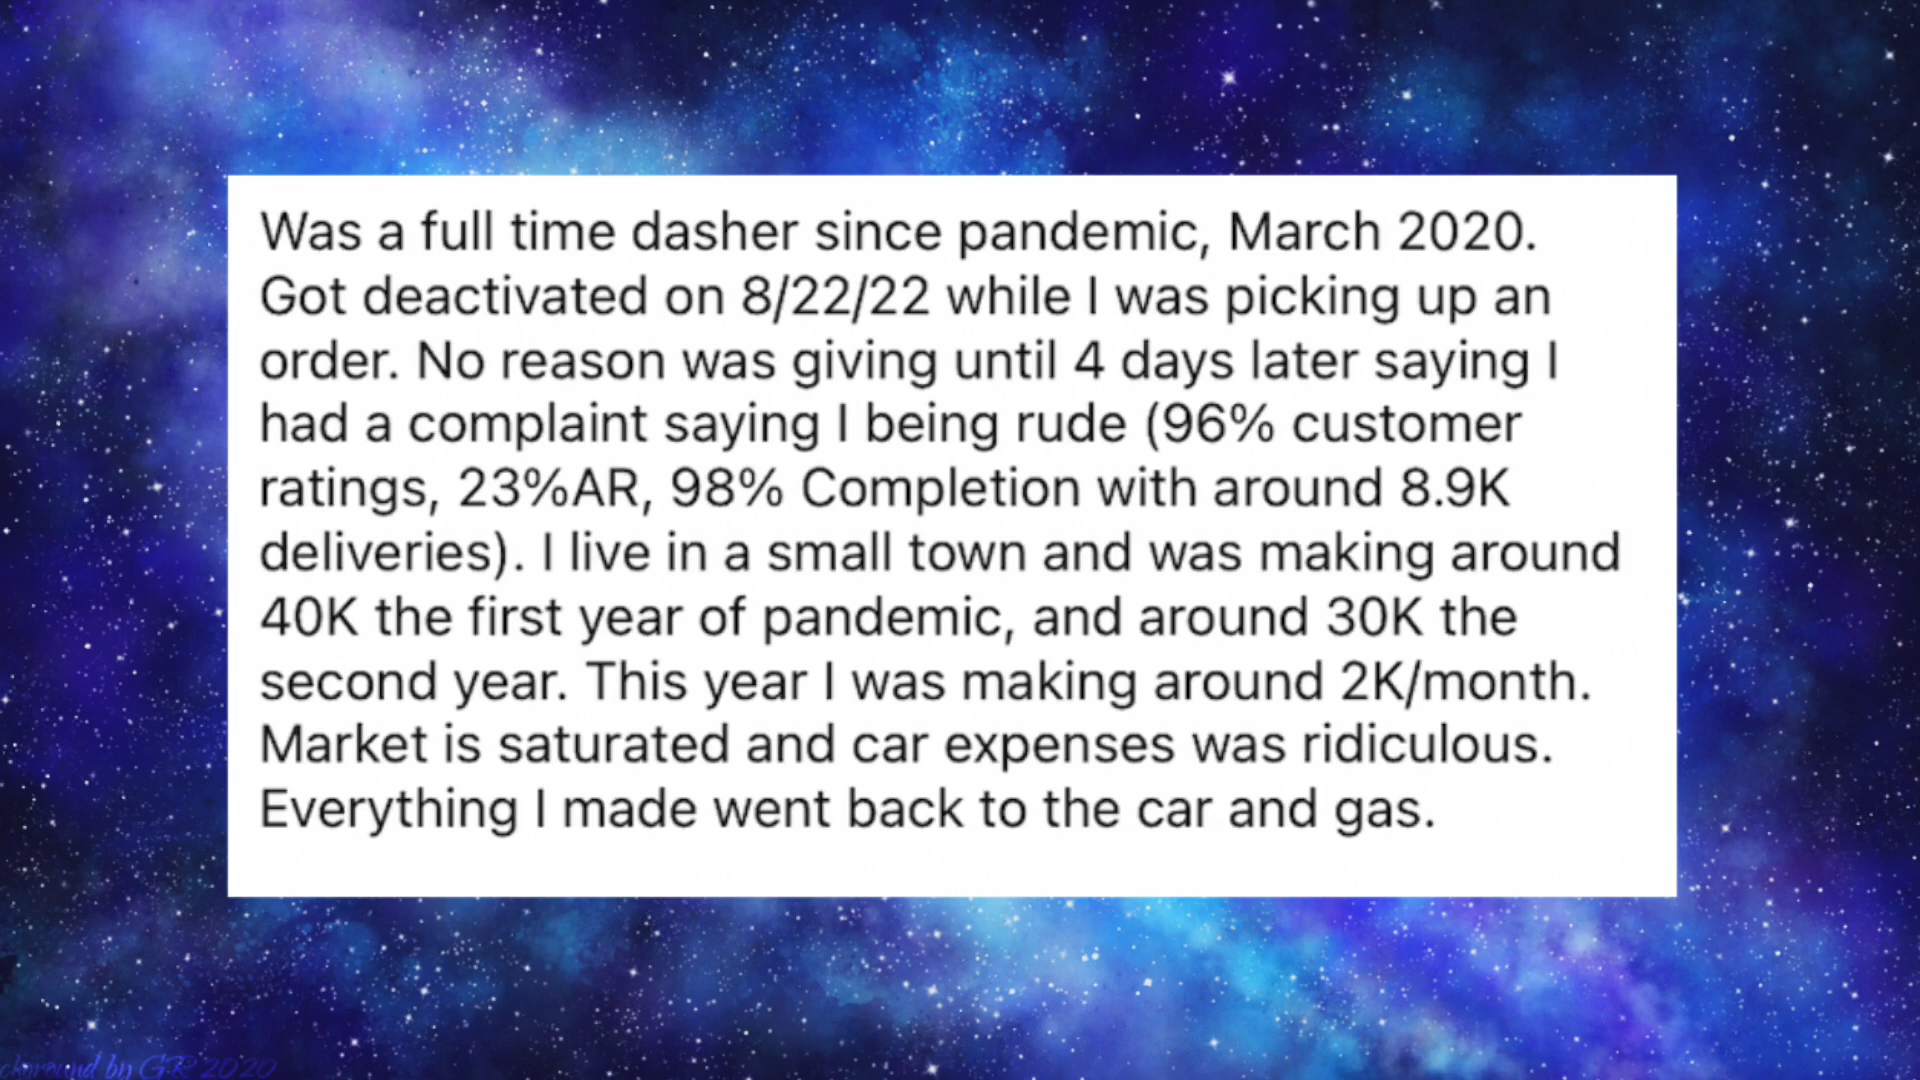 Was a full time dasher since pandemic, March 2020.
Got deactivated on 8/22/22 while I was picking up an
order. No reason was giving until 4 days later saying I
had a complaint saying I being rude (96% customer
ratings, 23%AR, 98% Completion with around 8.9K
deliveries). I live in a small town and was making around
40K the first year of pandemic, and around 30K the
second year. This year I was making around 2K/month.
Market is saturated and car expenses was ridiculous.
Everything I made went back to the car and gas.
by GR 2020